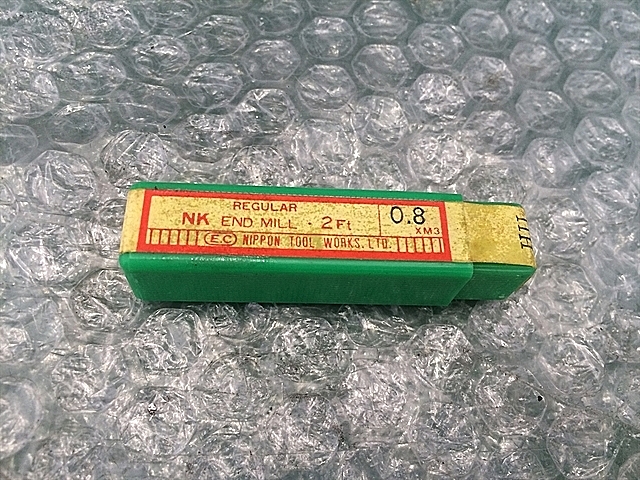 REGULAR
NK END MILL · 2Ft
0.8
XM3
E.C NIPPON TOOL WORKS. LTD.